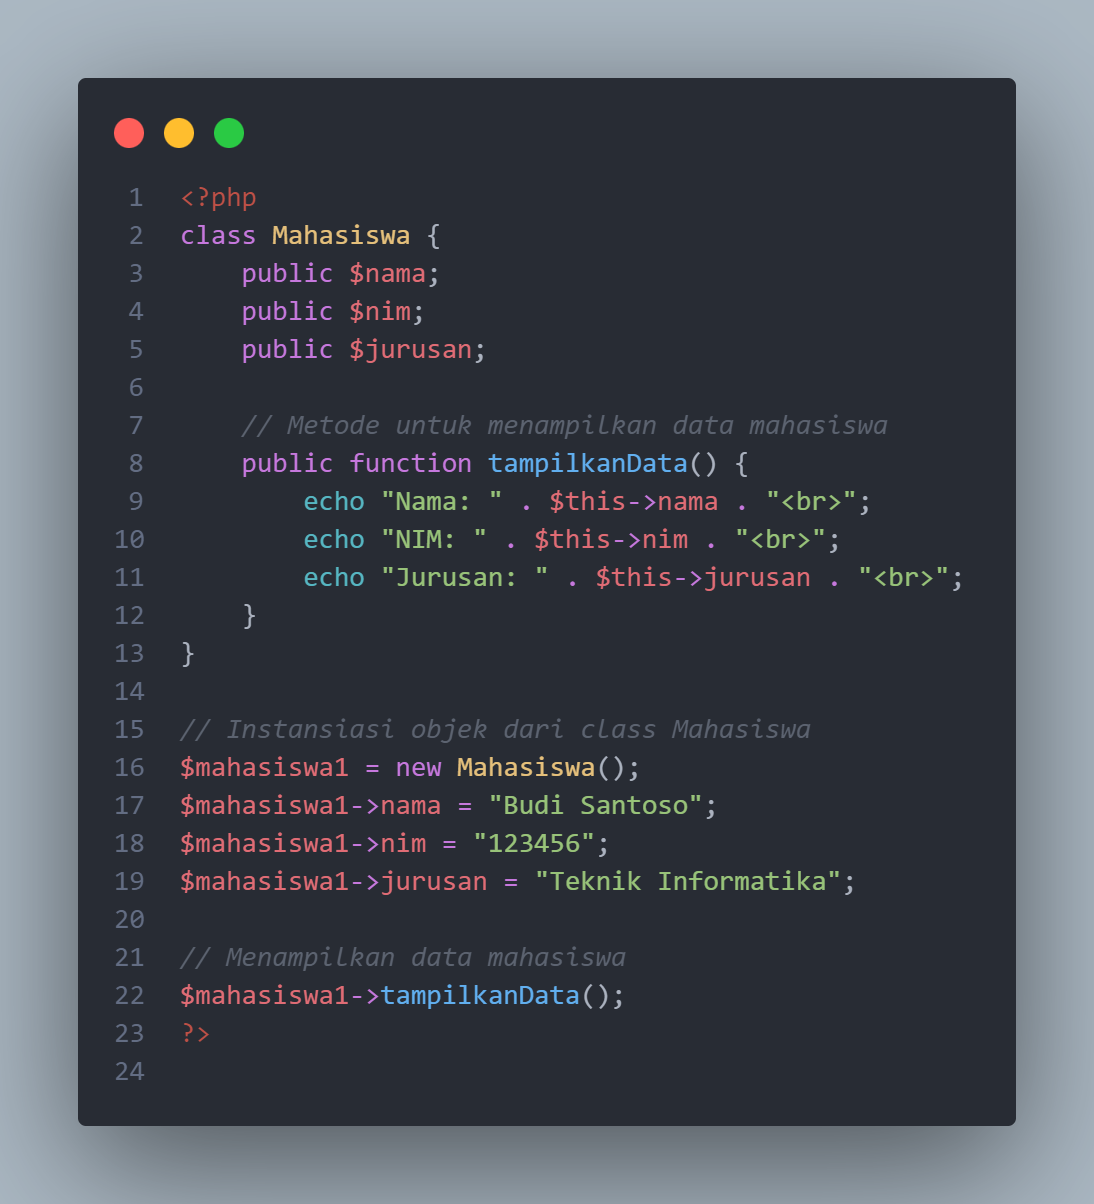 1 <?php
2 class Mahasiswa {
3     public $nama;
4     public $nim;
5     public $jurusan;
6
7     // Metode untuk menampilkan data mahasiswa
8     public function tampilkanData() {
9         echo "Nama: " . $this->nama . "<br>";
10         echo "NIM: " . $this->nim . "<br>";
11         echo "Jurusan: " . $this->jurusan . "<br>";
12     }
13 }
14
15 // Instansiasi objek dari class Mahasiswa
16 $mahasiswa1 = new Mahasiswa();
17 $mahasiswa1->nama = "Budi Santoso";
18 $mahasiswa1->nim = "123456";
19 $mahasiswa1->jurusan = "Teknik Informatika";
20
21 // Menampilkan data mahasiswa
22 $mahasiswa1->tampilkanData();
23 ?>
24